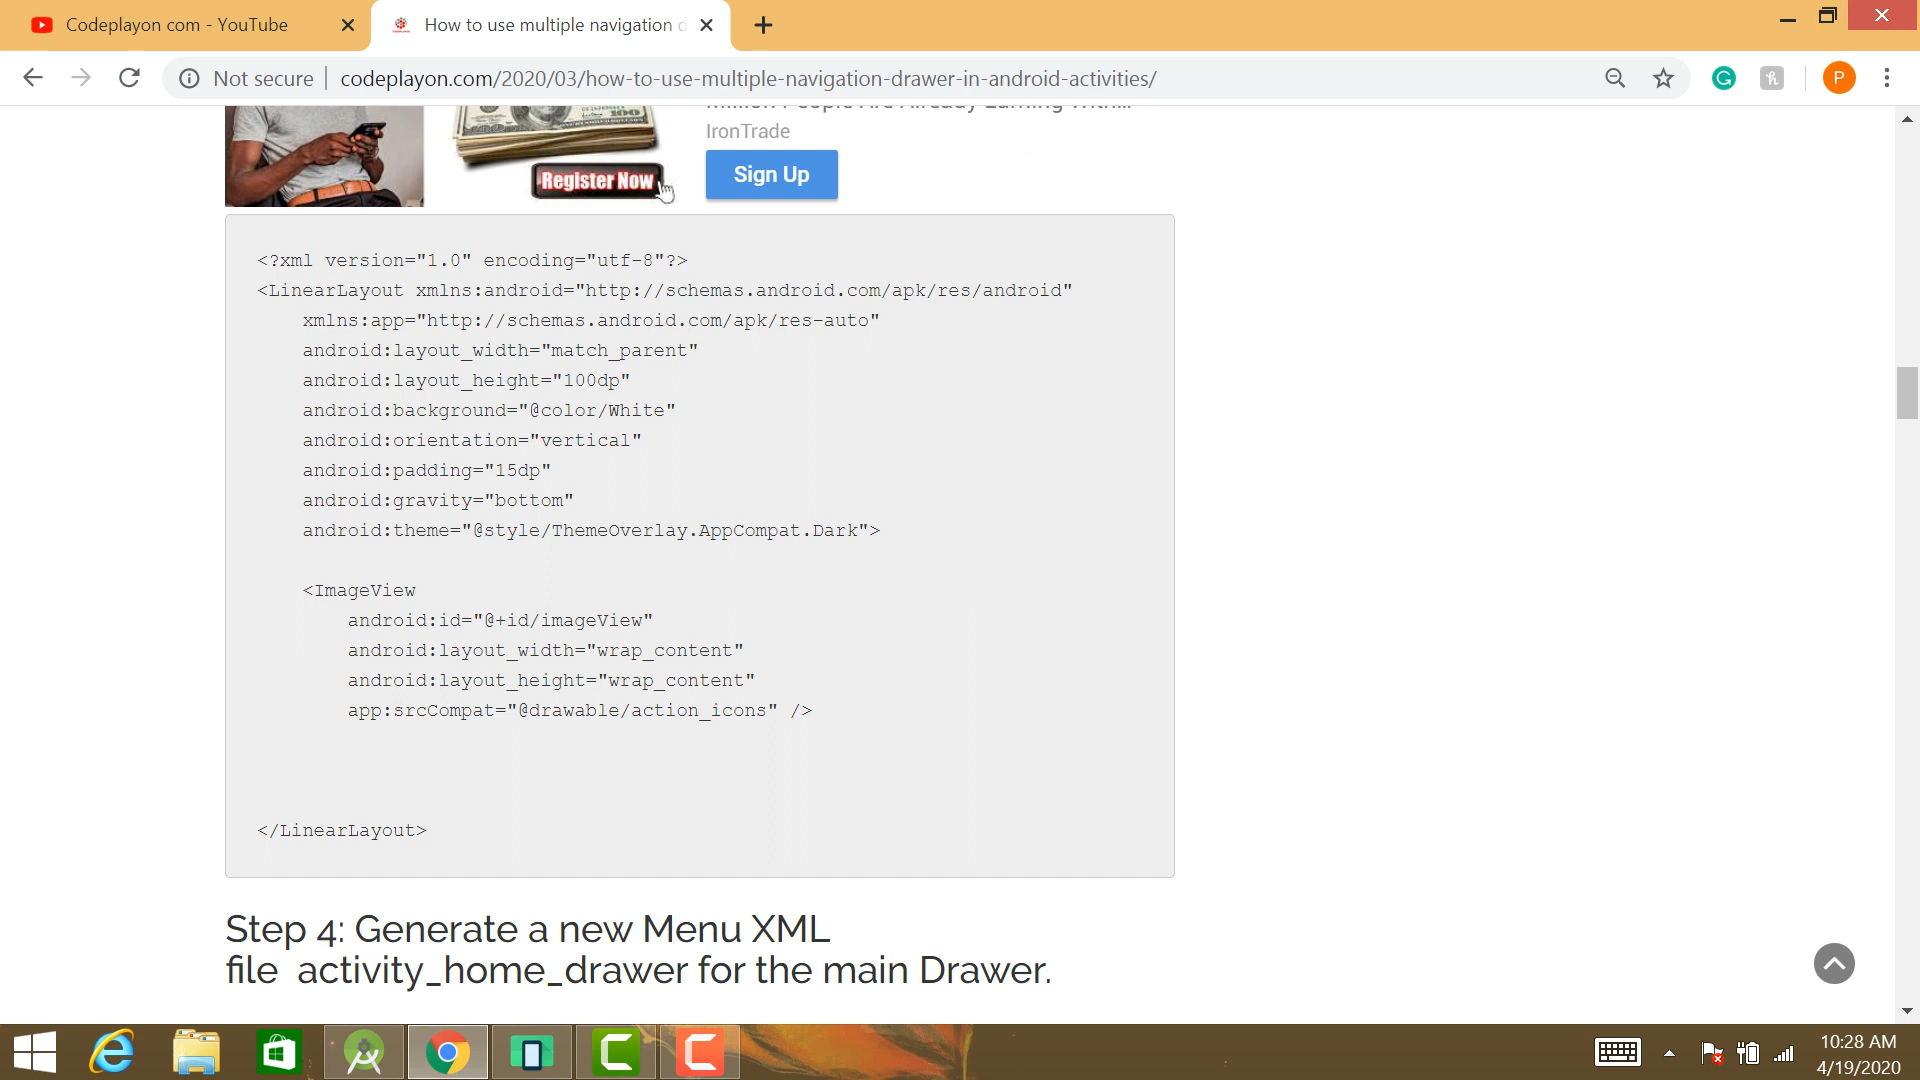 Codeplayon com - YouTube
How to use multiple navigation d
Not secure
codeplayon.com/2020/03/how-to-use-multiple-navigation-drawer-in-android-activities/
P
100
IronTrade
Register Now
Sign Up
<?xml version="1.0" encoding="utf-8"?>
<LinearLayout xmlns:android="http://schemas.android.com/apk/res/android"
    xmlns:app="http://schemas.android.com/apk/res-auto"
    android:layout_width="match_parent"
    android:layout_height="100dp"
    android:background="@color/White"
    android:orientation="vertical"
    android:padding="15dp"
    android:gravity="bottom"
    android:theme="@style/ThemeOverlay.AppCompat.Dark">
    <ImageView
        android:id="@+id/imageView"
        android:layout_width="wrap_content"
        android:layout_height="wrap_content"
        app:srcCompat="@drawable/action_icons" />
</LinearLayout>
Step 4: Generate a new Menu XML
file  activity_home_drawer for the main Drawer.
10:28 AM
4/19/2020